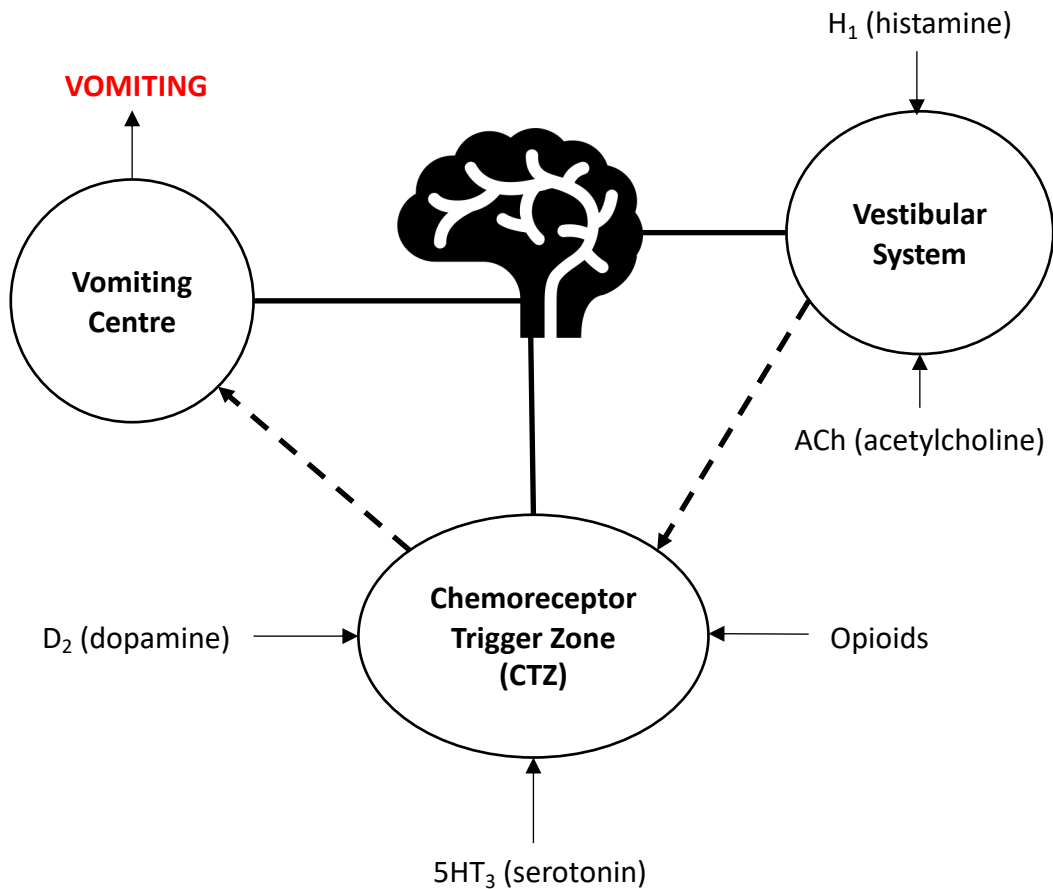 H₁ (histamine)
VOMITING
Vestibular
System
Vomiting
Centre
ACh (acetylcholine)
Chemoreceptor
Trigger Zone
(CTZ)
D₂ (dopamine)
Opioids
5HT₃ (serotonin)